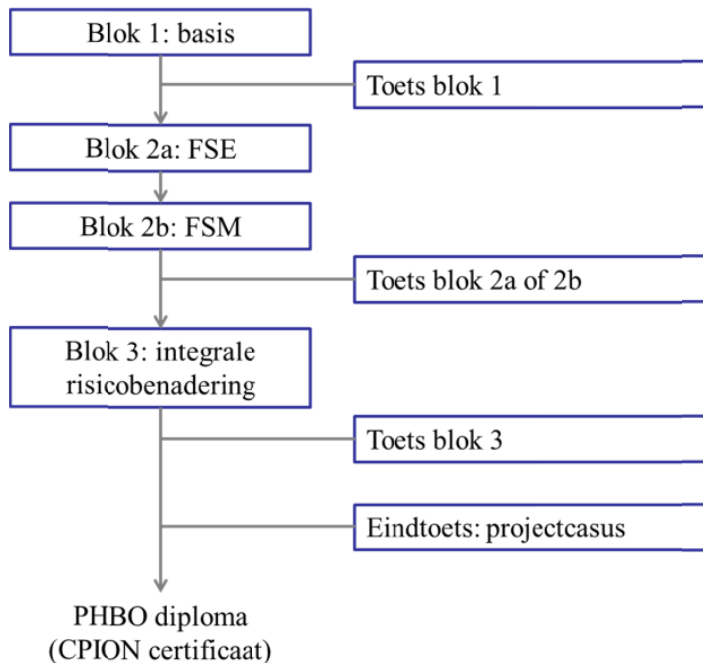 Blok 1: basis
Toets blok 1
Blok 2a: FSE
Blok 2b: FSM
Toets blok 2a of 2b
Blok 3: integrale
risicobenadering
Toets blok 3
Eindtoets: projectcasus
PHBO diploma
(CPION certificaat)